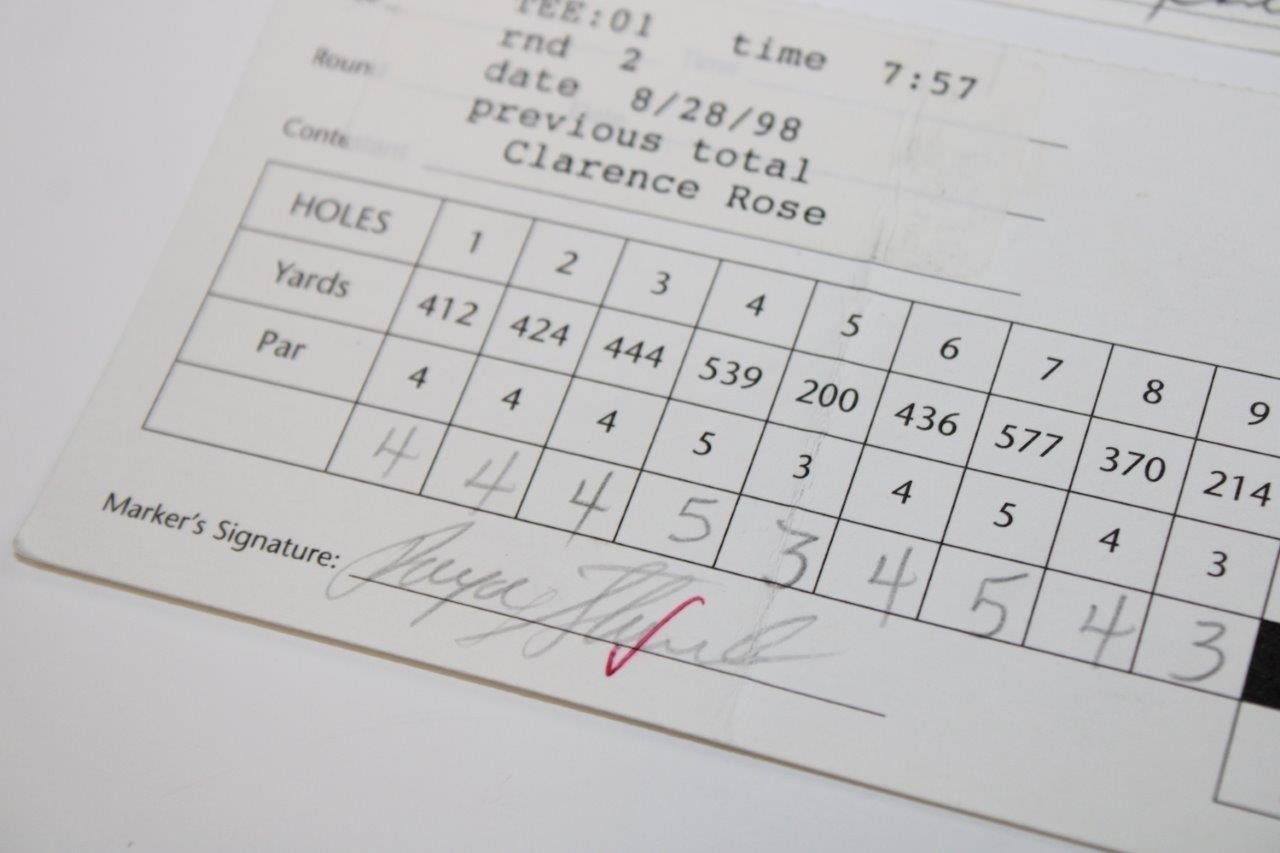 TEE:01 time 7:57
rnd 2
date 8/28/98
previous total
Clarence Rose
HOLES 1 2 3 4 5 6 7 8 9
Yards 412 424 444 539 200 436 577 370 214
Par 4 4 4 5 3 4 5 4 3
4 4 4 5 3 4 5 4 3
Marker's Signature: